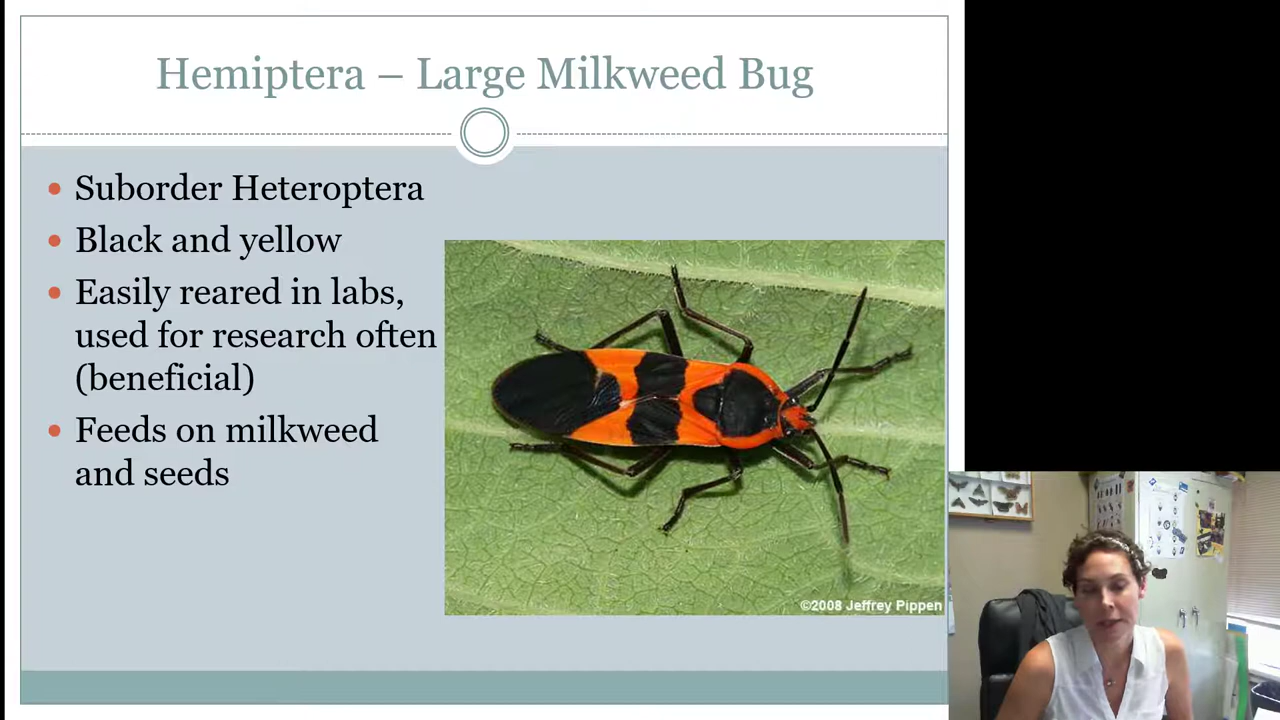 Hemiptera – Large Milkweed Bug
• Suborder Heteroptera
• Black and yellow
• Easily reared in labs,
used for research often
(beneficial)
• Feeds on milkweed
and seeds
©2008 Jeffrey Pippen